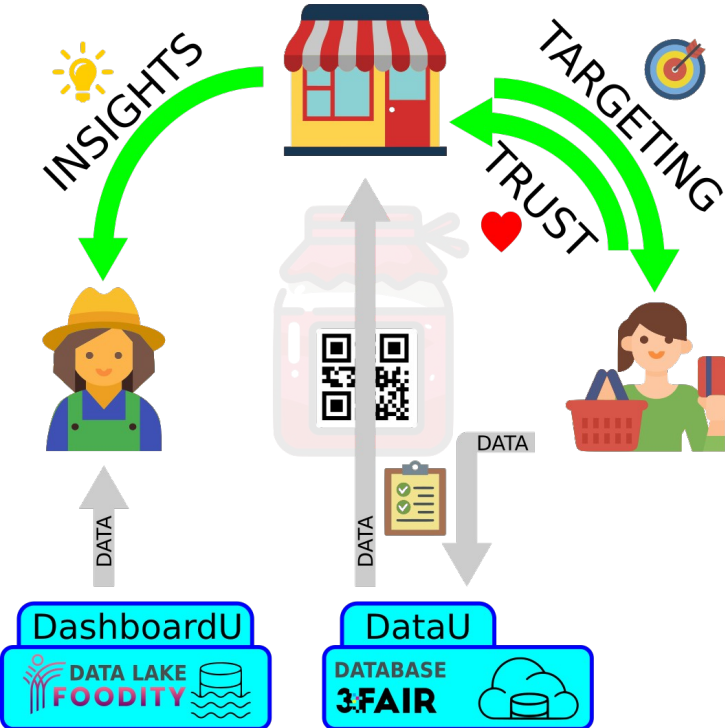 INSIGHTS
TARGETING
TRUST
DATA
DATA
DATA
DashboardU
DataU
DATA LAKE
FOODITY
DATABASE
3FAIR